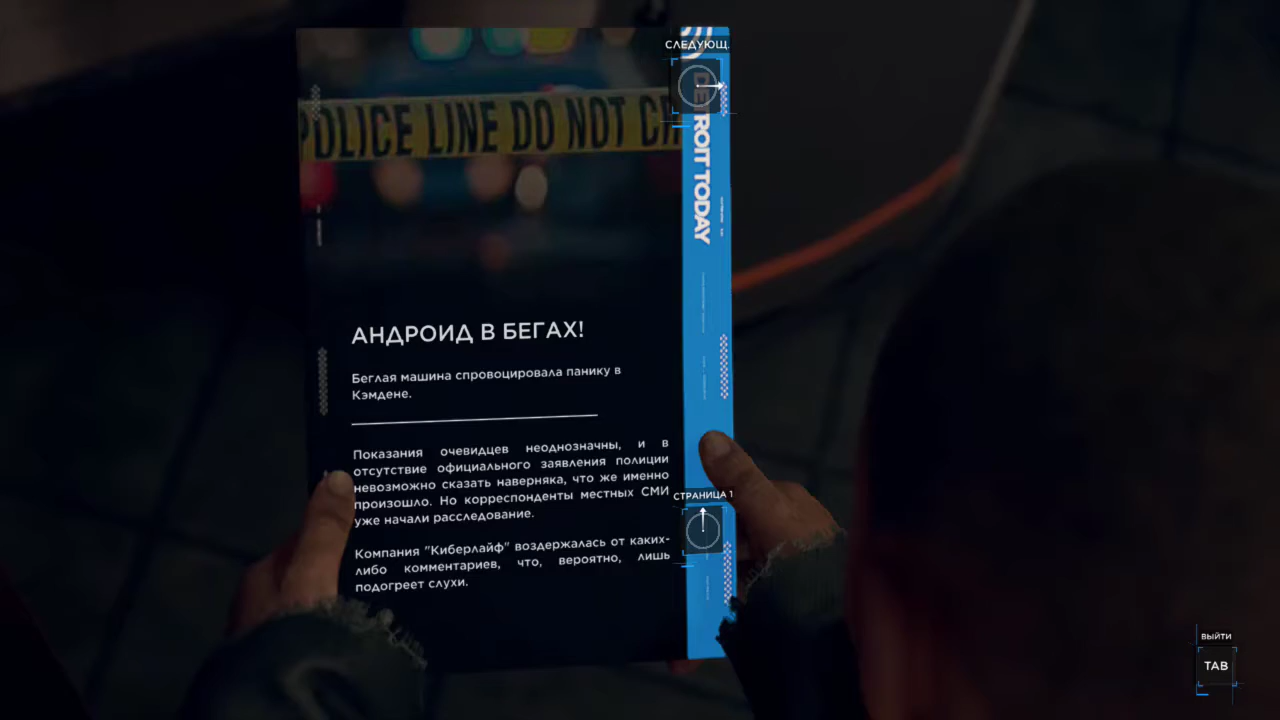 СЛЕДУЮЩ.
POLICE LINE DO NOT CR
DETROIT TODAY
АНДРОИД В БЕГАХ!
Беглая машина спровоцировала панику в
Кэмдене.
Показания очевидцев неоднозначны, и в
отсутствие официального заявления полиции
невозможно сказать наверняка, что же именно
произошло. Но корреспонденты местных СМИ
уже начали расследование.
СТРАНИЦА 1
Компания "Киберлайф" воздержалась от каких-
либо комментариев, что, вероятно, лишь
подогреет слухи.
ВЫЙТИ
TAB